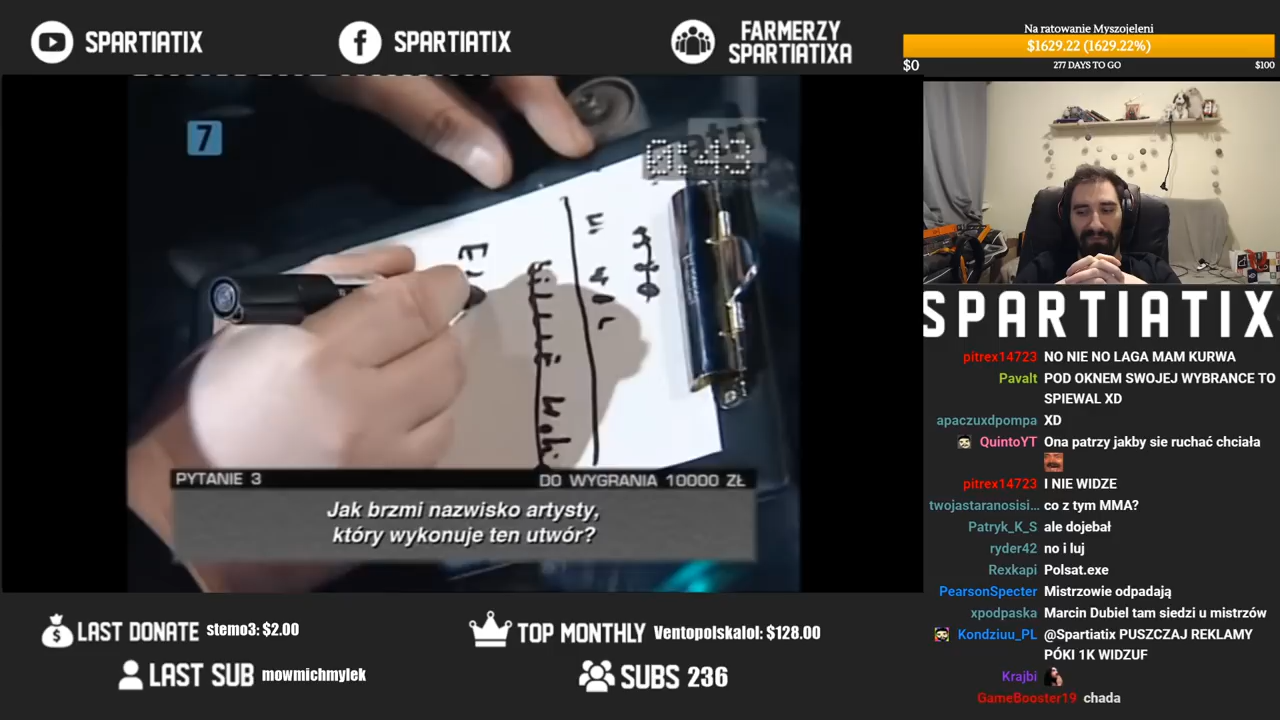 SPARTIATIX
SPARTIATIX
FARMERZY
SPARTIATIXA
Na ratowanie Myszojeleni
$1629.22 (1629.22%)
$0
277 DAYS TO GO
$100
7
0:43
PYTANIE 3
DO WYGRANIA 10000 ZŁ
Jak brzmi nazwisko artysty,
który wykonuje ten utwór?
SPARTIATIX
pitrex14723 NO NIE NO LAGA MAM KURWA
Pavalt POD OKNEM SWOJEJ WYBRANCE TO
SPIEWAL XD
apaczuxdpompa XD
QuintoYT Ona patrzy jakby sie ruchać chciała
pitrex14723 I NIE WIDZE
twojastaranosisi... co z tym MMA?
Patryk_K_S ale dojebał
ryder42 no i luj
Rexkapi Polsat.exe
PearsonSpecter Mistrzowie odpadają
xpodpaska Marcin Dubiel tam siedzi u mistrzów
Kondziuu_PL @Spartiatix PUSZCZAJ REKLAMY
PÓKI 1K WIDZUF
Krajbi
GameBooster19 chada
LAST DONATE stemo3: $2.00
TOP MONTHLY Ventopolskalol: $128.00
LAST SUB mowmichmylek
SUBS 236